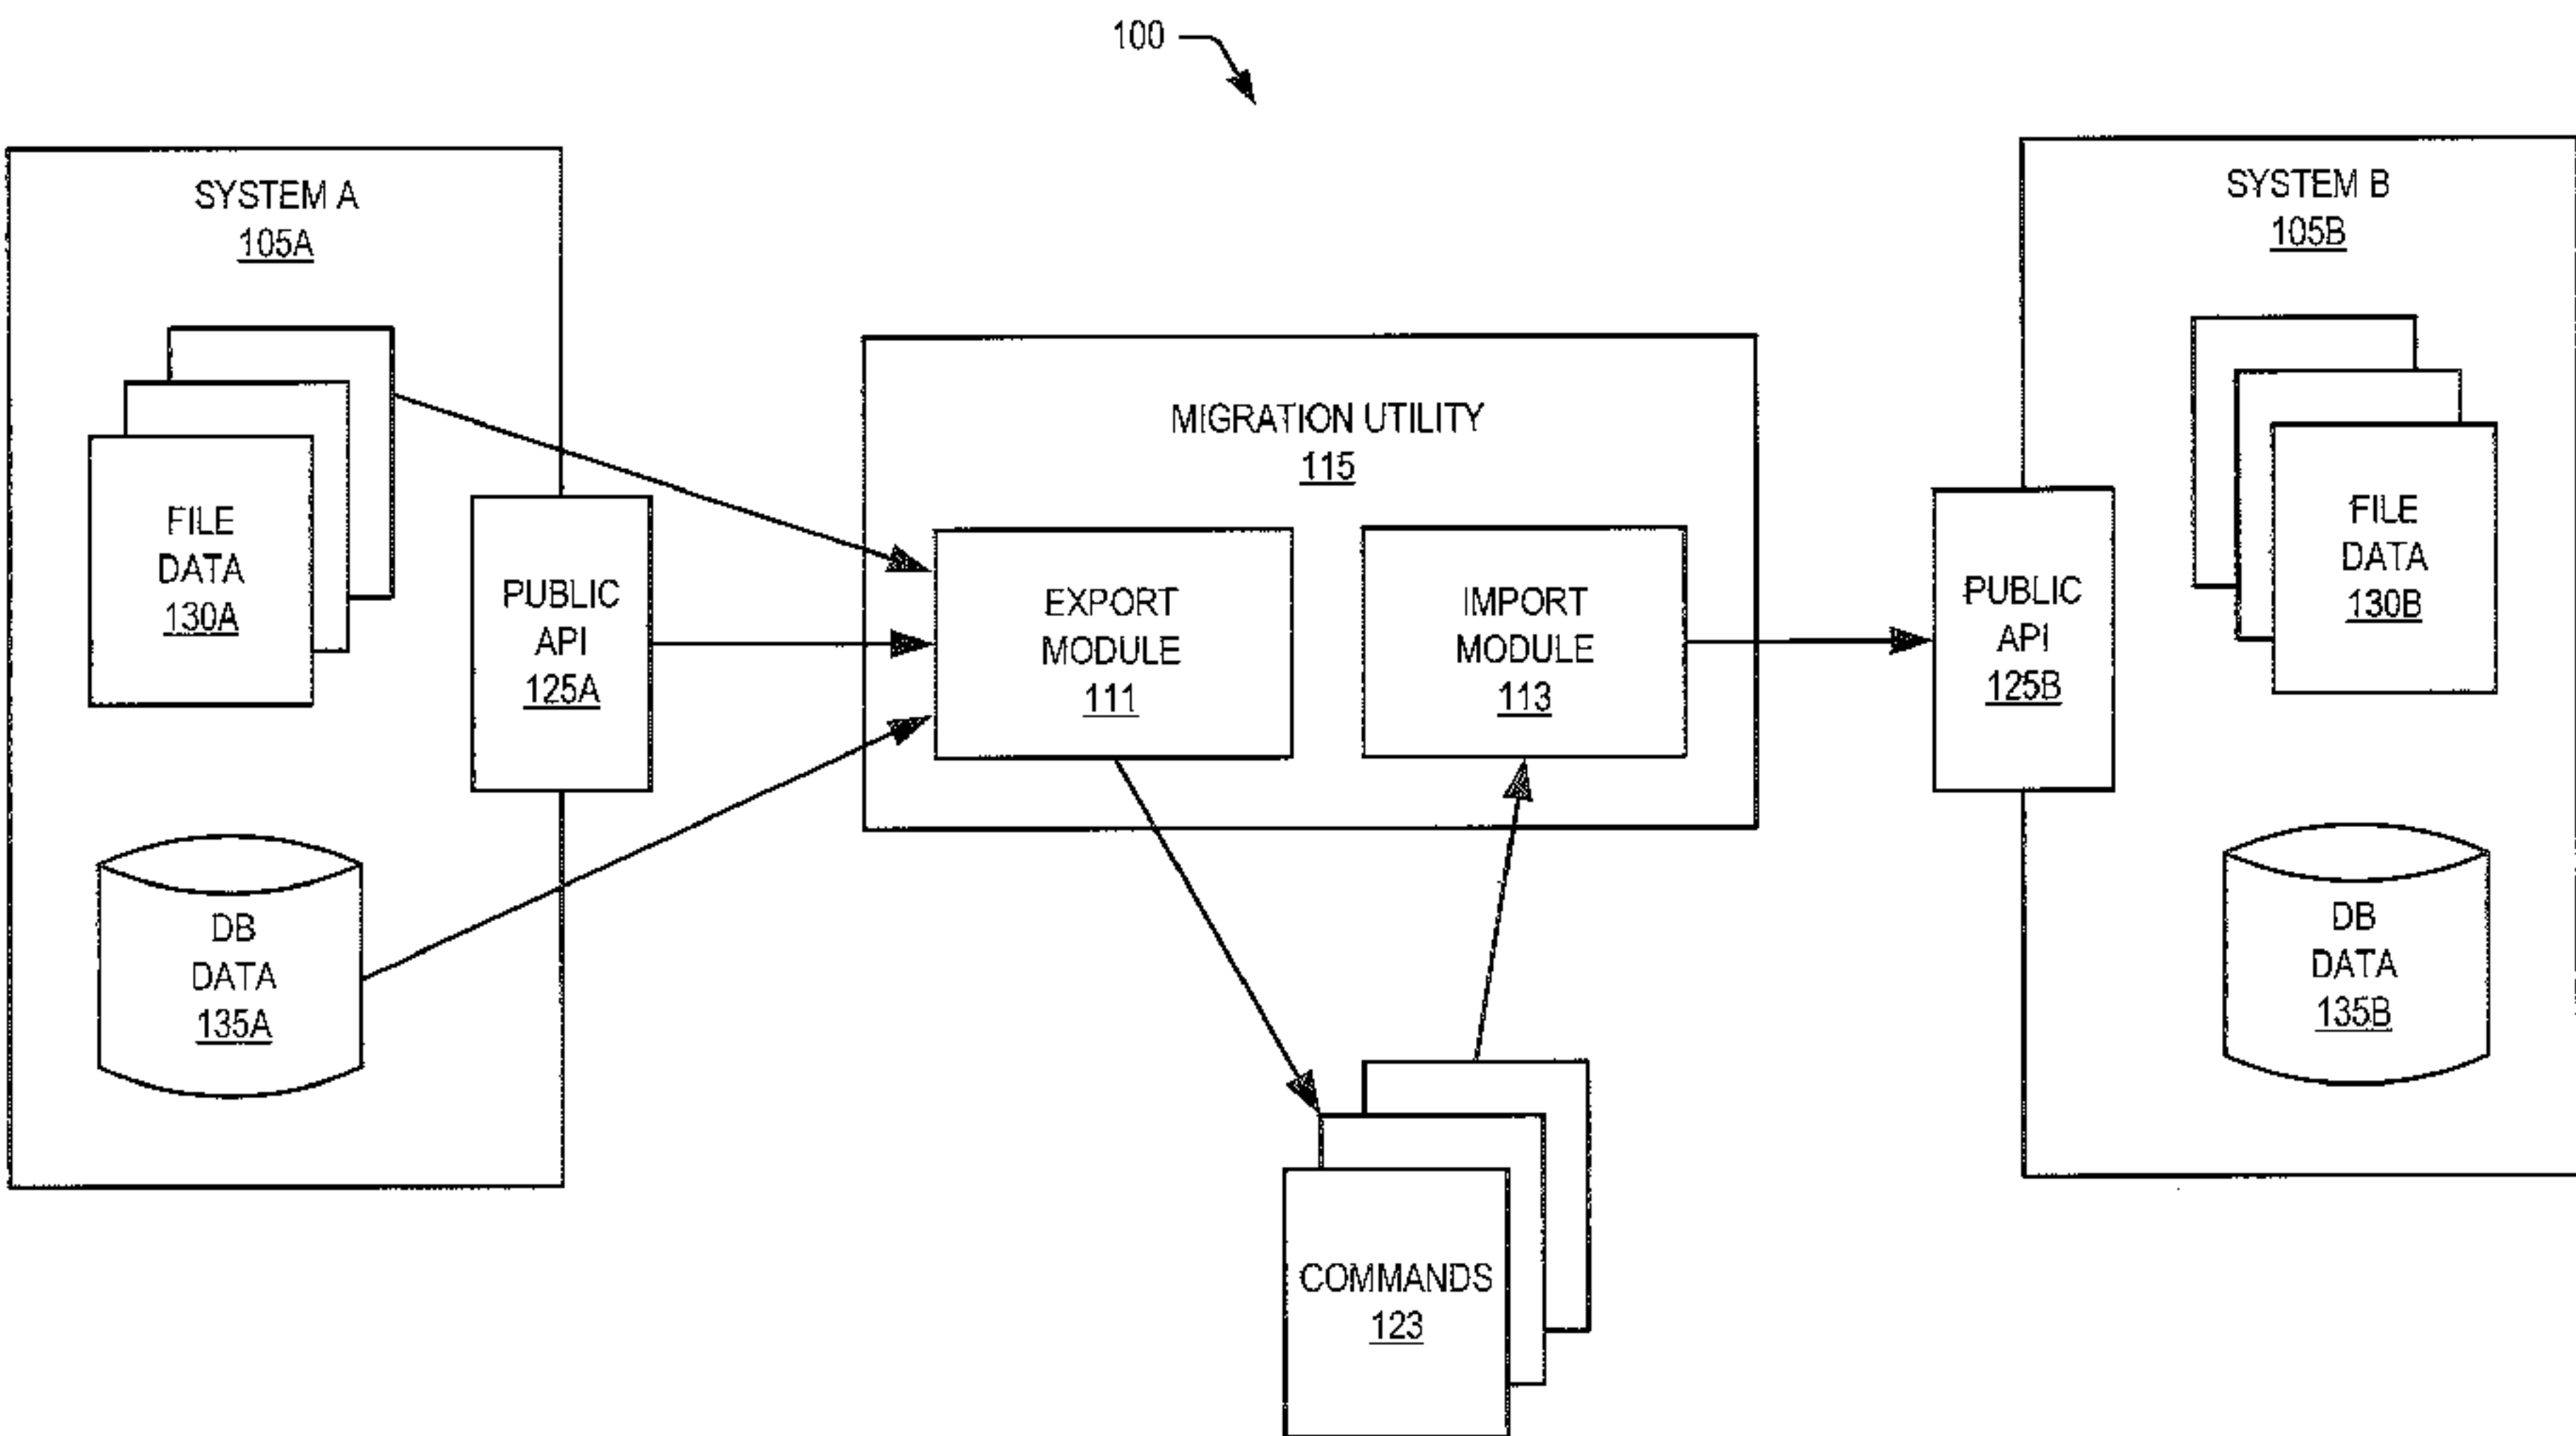 100
SYSTEM A
105A
FILE
DATA
130A
PUBLIC
API
125A
DB
DATA
135A
MIGRATION UTILITY
115
EXPORT
MODULE
111
IMPORT
MODULE
113
COMMANDS
123
SYSTEM B
105B
PUBLIC
API
125B
FILE
DATA
130B
DB
DATA
135B